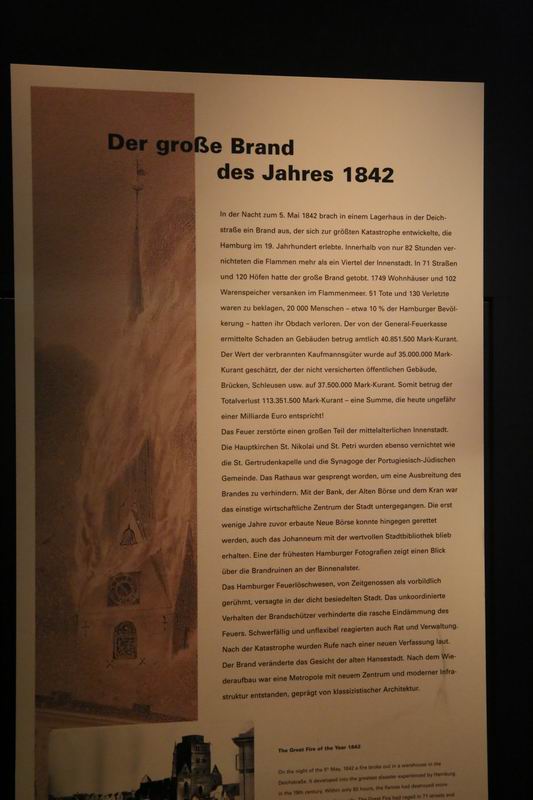 Der große Brand
des Jahres 1842
In der Nacht zum 5. Mai 1842 brach in einem Lagerhaus in der Deich-
straße ein Brand aus, der sich zur größten Katastrophe entwickelte, die
Hamburg im 19. Jahrhundert erlebte. Innerhalb von nur 82 Stunden ver-
nichteten die Flammen mehr als ein Viertel der Innenstadt. In 71 Straßen
und 120 Höfen hatte der große Brand getobt. 1749 Wohnhäuser und 102
Warenspeicher versanken im Flammenmeer. 51 Tote und 130 Verletzte
waren zu beklagen, 20 000 Menschen – etwa 10 % der Hamburger Bevöl-
kerung – hatten ihr Obdach verloren. Der von der General-Feuerkasse
ermittelte Schaden an Gebäuden betrug amtlich 40.851.500 Mark-Kurant.
Der Wert der verbrannten Kaufmannsgüter wurde auf 35.000.000 Mark-
Kurant geschätzt, der der nicht versicherten öffentlichen Gebäude,
Brücken, Schleusen usw. auf 37.500.000 Mark-Kurant. Somit betrug der
Totalverlust 113.351.500 Mark-Kurant – eine Summe, die heute ungefähr
einer Milliarde Euro entspricht!
Das Feuer zerstörte einen großen Teil der mittelalterlichen Innenstadt.
Die Hauptkirchen St. Nikolai und St. Petri wurden ebenso vernichtet wie
die St. Gertrudenkapelle und die Synagoge der Portugiesisch-Jüdischen
Gemeinde. Das Rathaus war gesprengt worden, um eine Ausbreitung des
Brandes zu verhindern. Mit der Bank, der Alten Börse und dem Kran war
das einstige wirtschaftliche Zentrum der Stadt untergegangen. Die erst
wenige Jahre zuvor erbaute Neue Börse konnte hingegen gerettet
werden, auch das Johanneum mit der wertvollen Stadtbibliothek blieb
erhalten. Eine der frühesten Hamburger Fotografien zeigt einen Blick
über die Brandruinen an der Binnenalster.
Das Hamburger Feuerlöschwesen, von Zeitgenossen als vorbildlich
gerühmt, versagte in der dicht besiedelten Stadt. Das unkoordinierte
Verhalten der Brandschützer verhinderte die rasche Eindämmung des
Feuers. Schwerfällig und unflexibel reagierten auch Rat und Verwaltung.
Nach der Katastrophe wurden Rufe nach einer neuen Verfassung laut.
Der Brand veränderte das Gesicht der alten Hansestadt. Nach dem Wie-
deraufbau war eine Metropole mit neuem Zentrum und moderner Infra-
struktur entstanden, geprägt von klassizistischer Architektur.
The Great Fire of the Year 1842
On the night of the 5th May, 1842 a fire broke out in a warehouse in the
Deichstraße. It developed into the greatest disaster experienced by Hamburg
in the 19th century. Within only 82 hours, the flames had destroyed more
The Great Fire had raged in 71 streets and